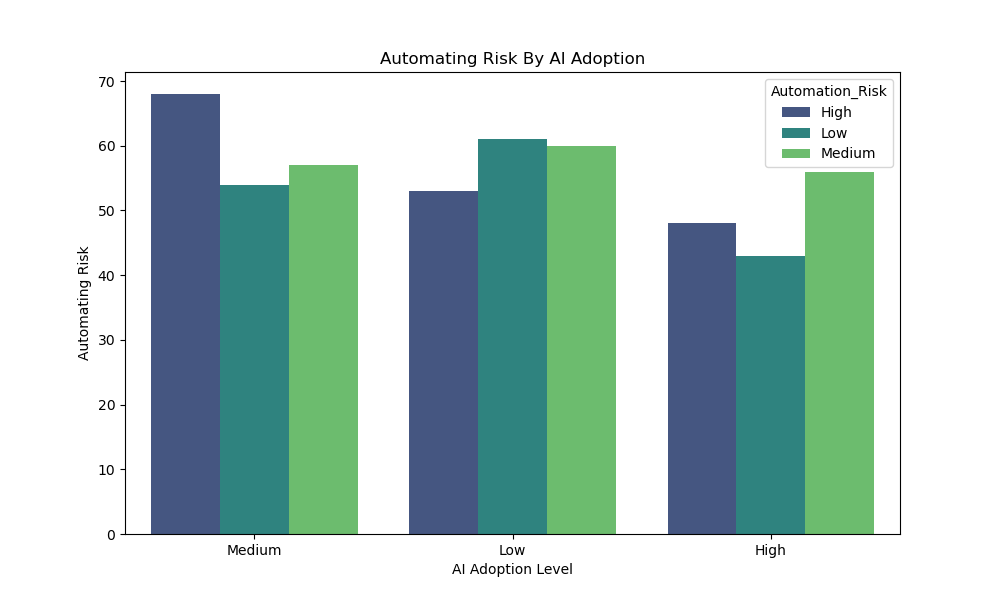 Automating Risk By AI Adoption
Automation_Risk
High
Low
Medium
Automating Risk
70
60
50
40
30
20
10
0
Medium Low High
AI Adoption Level